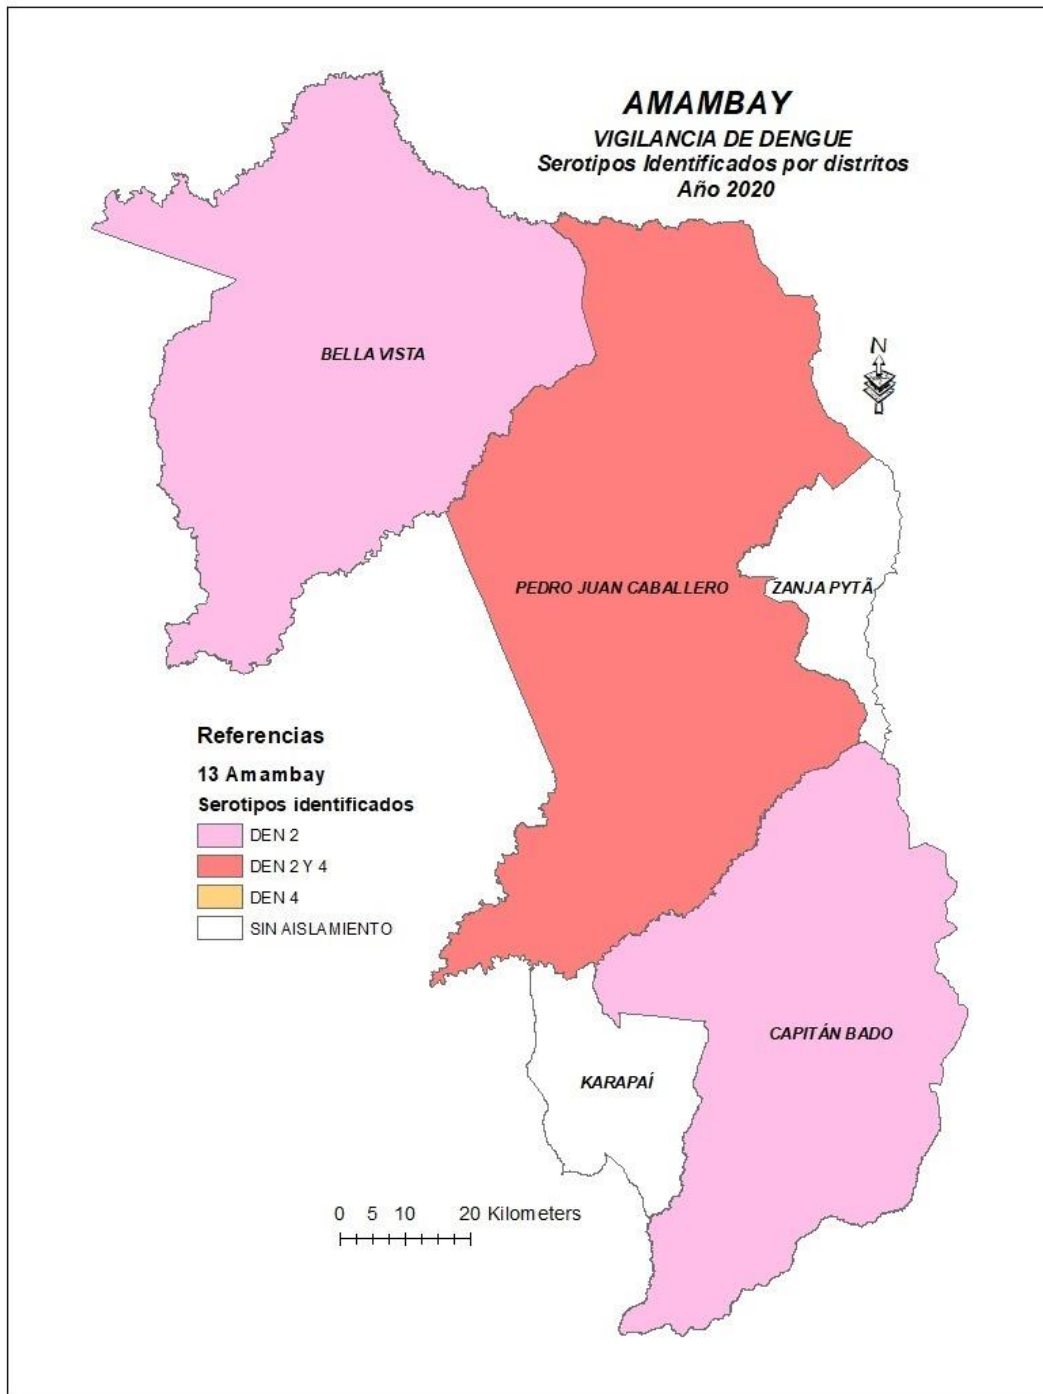 AMAMBAY
VIGILANCIA DE DENGUE
Serotipos Identificados por distritos
Año 2020
N
BELLA VISTA
PEDRO JUAN CABALLERO
ZANJA PYTÃ
Referencias
13 Amambay
Serotipos identificados
DEN 2
DEN 2 Y 4
DEN 4
SIN AISLAMIENTO
CAPITÁN BADO
KARAPAÍ
0 5 10 20 Kilometers